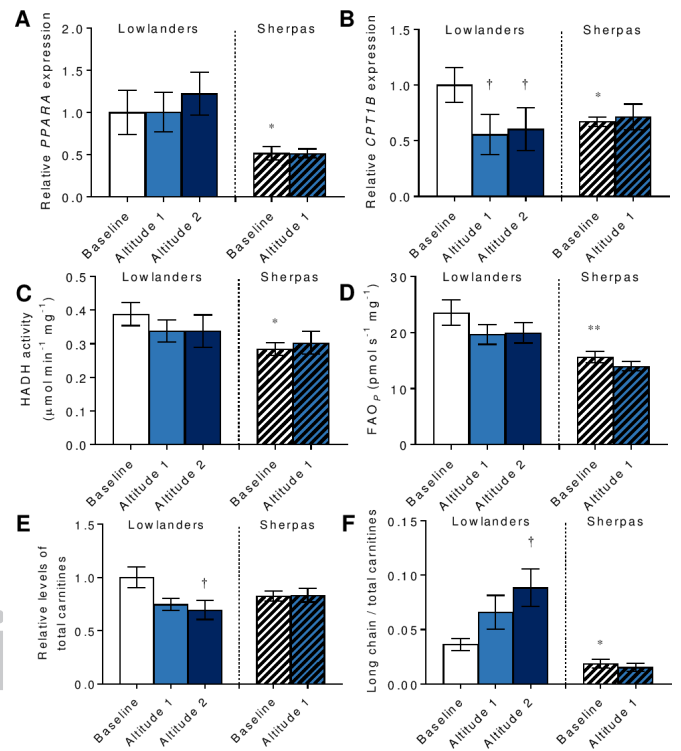 A
Lowlanders Sherpas
Relative PPARA expression
2.0
1.5
1.0
0.5
0.0
*
Baseline
Altitude 1
Altitude 2
Baseline
Altitude 1
B
Lowlanders Sherpas
Relative CPT1B expression
1.5
1.0
0.5
0.0
† † *
Baseline
Altitude 1
Altitude 2
Baseline
Altitude 1
C
Lowlanders Sherpas
HADH activity
(μmol min⁻¹ mg⁻¹)
0.5
0.4
0.3
0.2
0.1
0.0
*
Baseline
Altitude 1
Altitude 2
Baseline
Altitude 1
D
Lowlanders Sherpas
FAO_P (pmol s⁻¹ mg⁻¹)
30
20
10
0
**
Baseline
Altitude 1
Altitude 2
Baseline
Altitude 1
E
Lowlanders Sherpas
Relative levels of
total carnitines
1.5
1.0
0.5
0.0
†
Baseline
Altitude 1
Altitude 2
Baseline
Altitude 1
F
Lowlanders Sherpas
Long chain / total carnitines
0.15
0.10
0.05
0.00
† *
Baseline
Altitude 1
Altitude 2
Baseline
Altitude 1